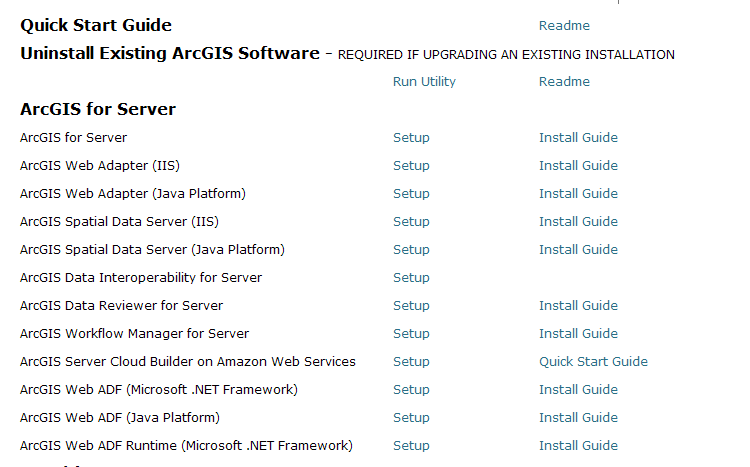 Quick Start Guide Readme
Uninstall Existing ArcGIS Software - REQUIRED IF UPGRADING AN EXISTING INSTALLATION
Run Utility Readme
ArcGIS for Server
ArcGIS for Server Setup Install Guide
ArcGIS Web Adapter (IIS) Setup Install Guide
ArcGIS Web Adapter (Java Platform) Setup Install Guide
ArcGIS Spatial Data Server (IIS) Setup Install Guide
ArcGIS Spatial Data Server (Java Platform) Setup Install Guide
ArcGIS Data Interoperability for Server Setup
ArcGIS Data Reviewer for Server Setup Install Guide
ArcGIS Workflow Manager for Server Setup Install Guide
ArcGIS Server Cloud Builder on Amazon Web Services Setup Quick Start Guide
ArcGIS Web ADF (Microsoft .NET Framework) Setup Install Guide
ArcGIS Web ADF (Java Platform) Setup Install Guide
ArcGIS Web ADF Runtime (Microsoft .NET Framework) Setup Install Guide